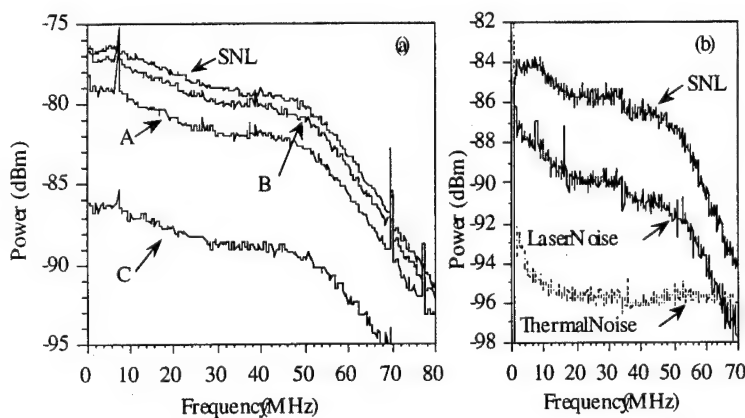 -75
-80
-85
-90
-95
Power (dBm)
(a)
SNL
A
B
C
0 10 20 30 40 50 60 70 80
Frequency(MHz)
-82
-84
-86
-88
-90
-92
-94
-96
-98
Power (dBm)
(b)
SNL
LaserNoise
ThermalNoise
0 10 20 30 40 50 60 70
Frequency(MHz)